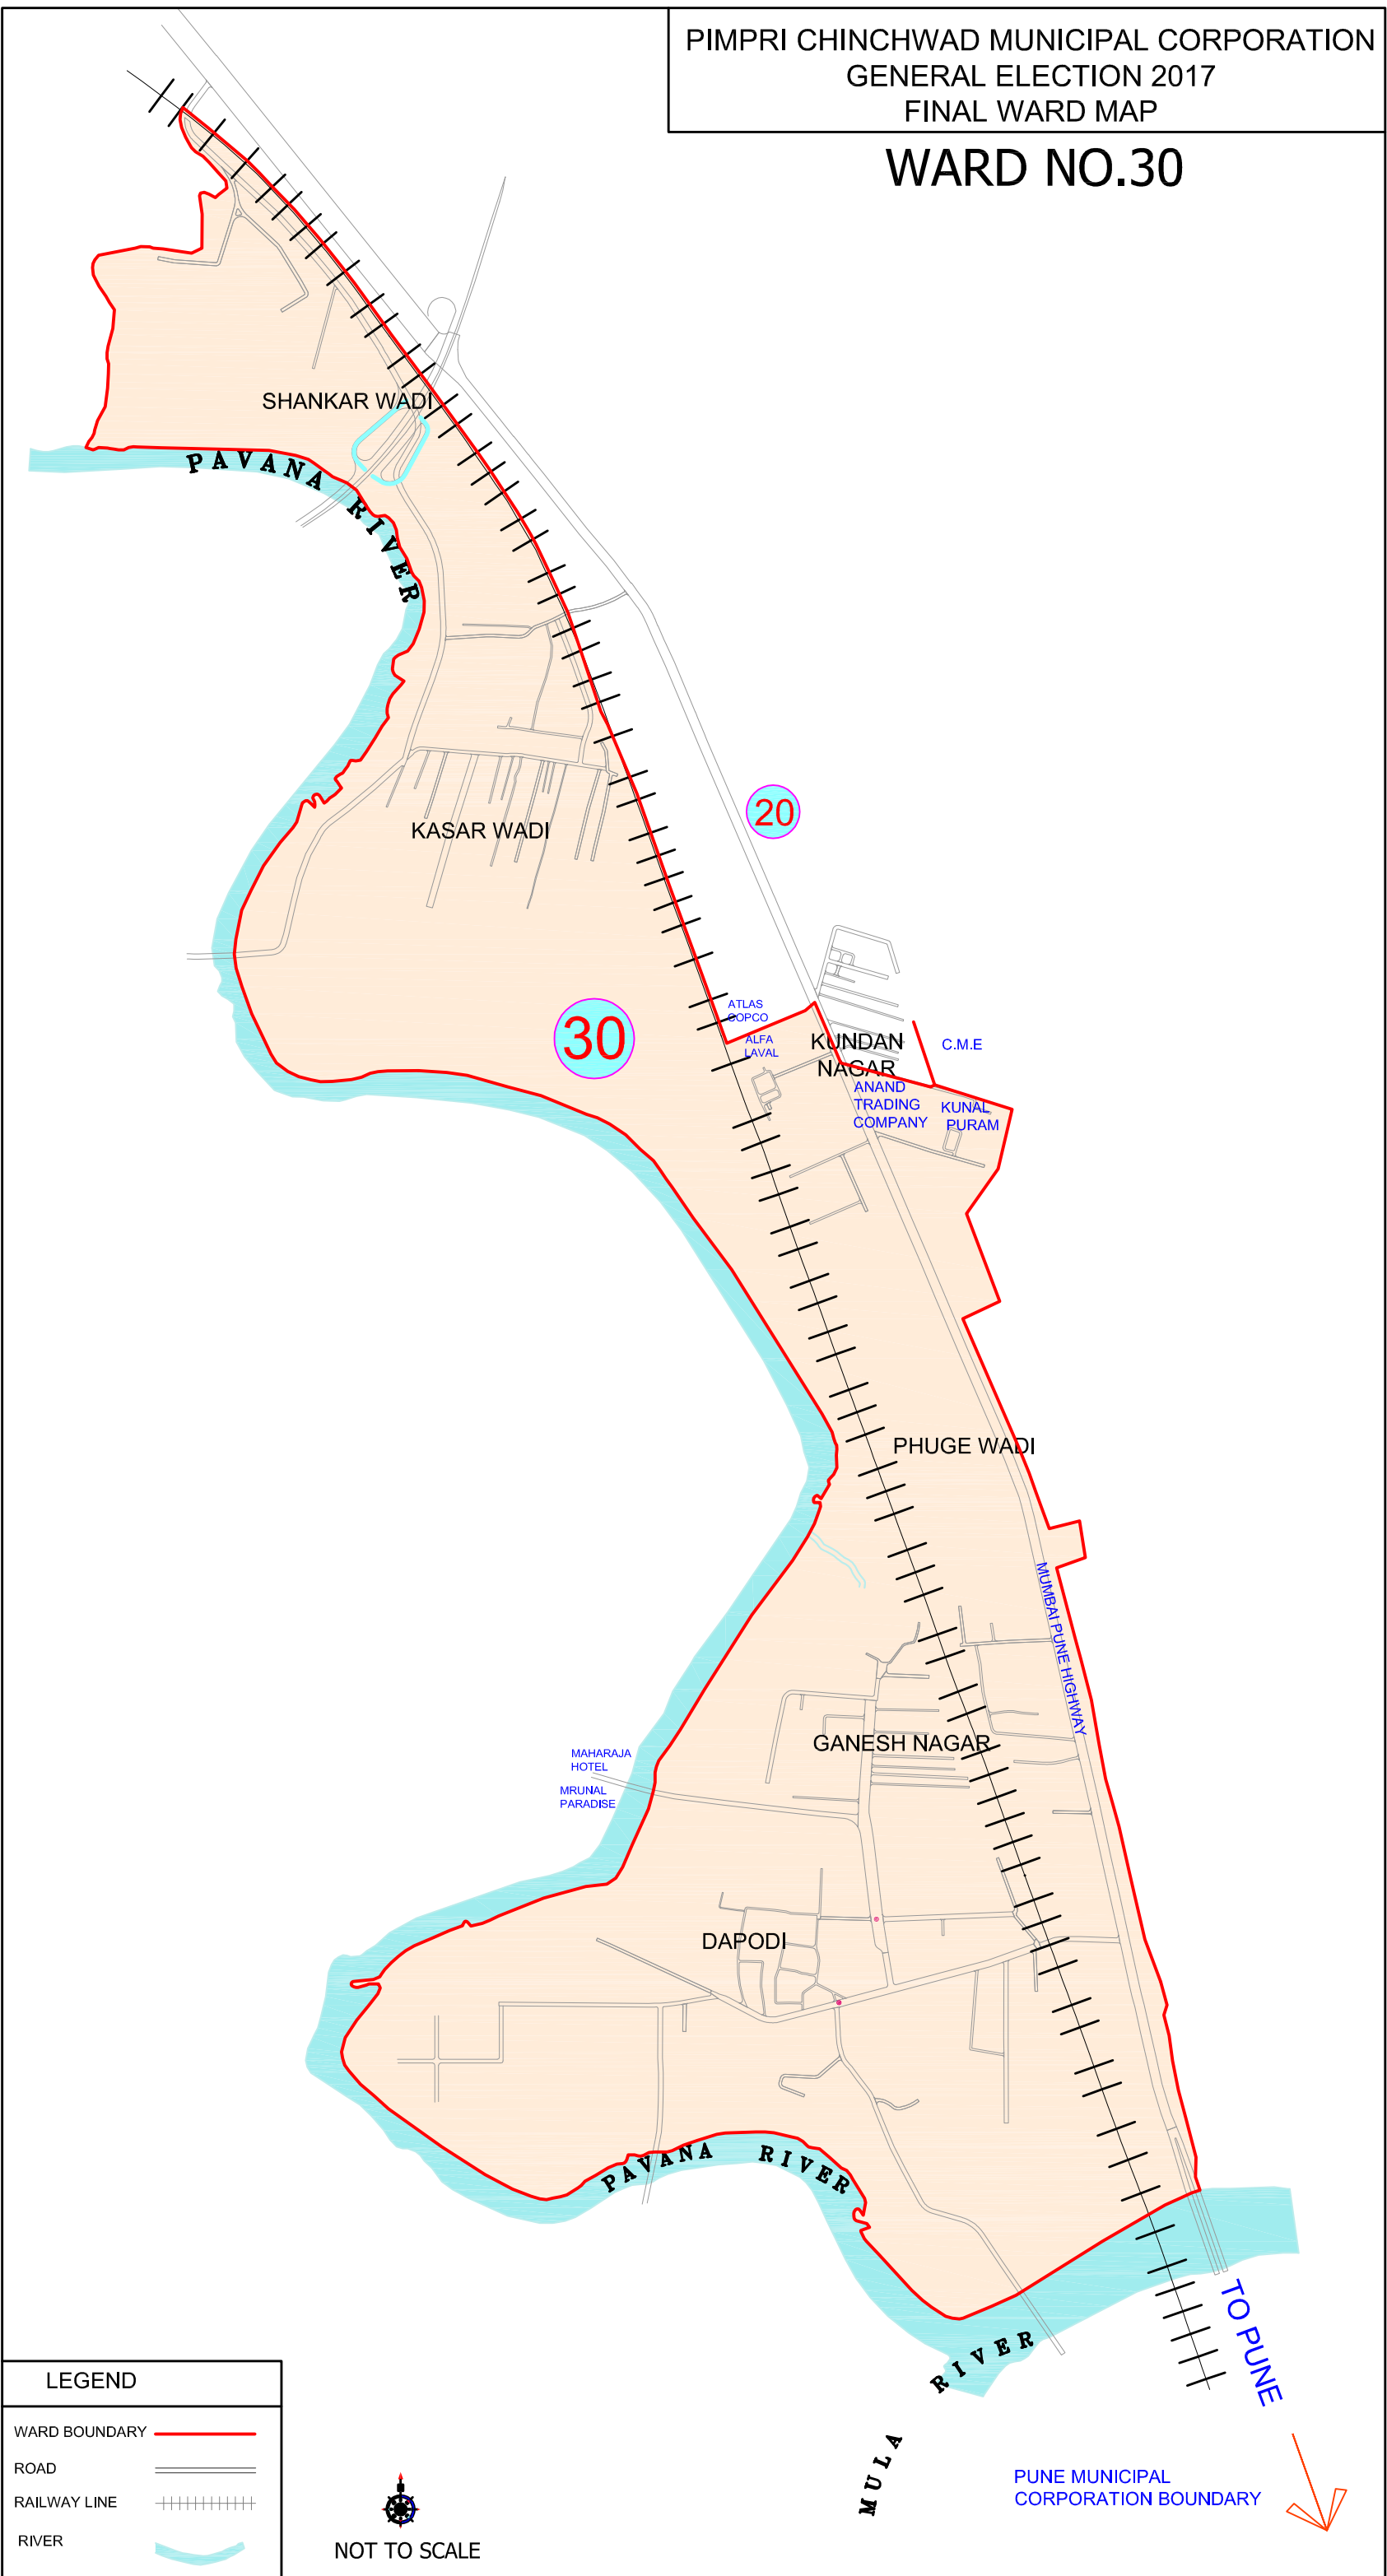 PIMPRI CHINCHWAD MUNICIPAL CORPORATION
GENERAL ELECTION 2017
FINAL WARD MAP
WARD NO.30
SHANKAR WADI
PAVANA RIVER
20
KASAR WADI
30
ATLAS
COPCO
ALFA
LAVAL
KUNDAN
NAGAR
C.M.E
ANAND
TRADING
COMPANY
KUNAL
PURAM
PHUGE WADI
MUMBAI PUNE HIGHWAY
GANESH NAGAR
MAHARAJA
HOTEL
MRUNAL
PARADISE
DAPODI
PAVANA RIVER
TO PUNE
MULA RIVER
PUNE MUNICIPAL
CORPORATION BOUNDARY
LEGEND
WARD BOUNDARY
ROAD
RAILWAY LINE
RIVER
NOT TO SCALE